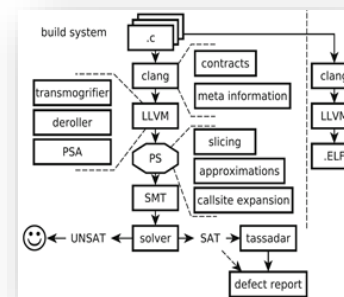 build system
.c
clang
contracts
meta information
clang
transmogrifier
deroller
PSA
LLVM
LLVM
PS
slicing
approximations
callsite expansion
.ELF
SMT
UNSAT
solver
SAT
tassadar
defect report